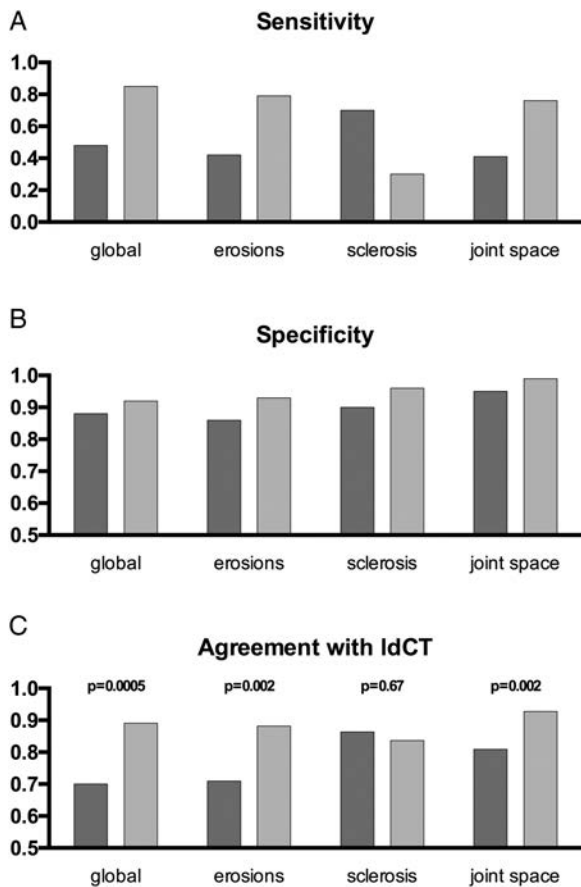 A
Sensitivity
1.0
0.8
0.6
0.4
0.2
0.0
global erosions sclerosis joint space
B
Specificity
1.0
0.9
0.8
0.7
0.6
0.5
global erosions sclerosis joint space
C
Agreement with ldCT
p=0.0005 p=0.002 p=0.67 p=0.002
1.0
0.9
0.8
0.7
0.6
0.5
global erosions sclerosis joint space